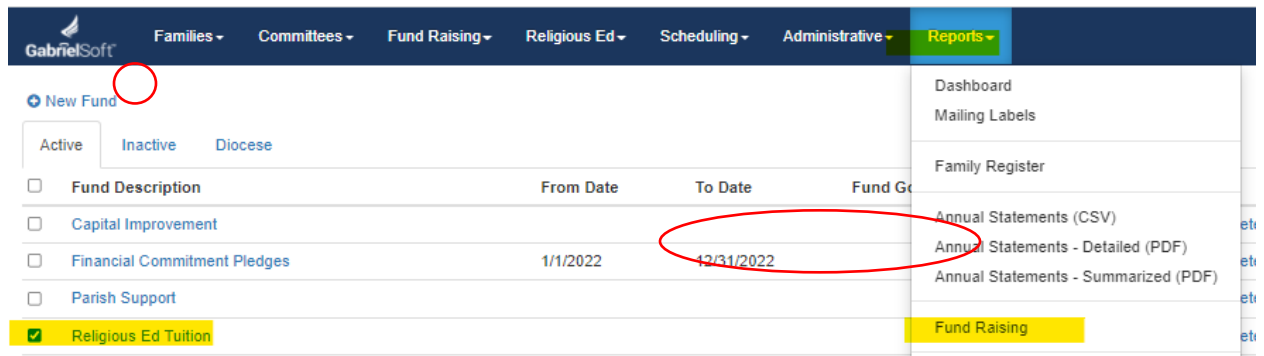 GabrielSoft Families Committees Fund Raising Religious Ed Scheduling Administrative Reports
New Fund
Active Inactive Diocese
Fund Description From Date To Date Fund Go
Capital Improvement
Financial Commitment Pledges 1/1/2022 12/31/2022
Parish Support
Religious Ed Tuition
Dashboard
Mailing Labels
Family Register
Annual Statements (CSV)
Annual Statements - Detailed (PDF)
Annual Statements - Summarized (PDF)
Fund Raising